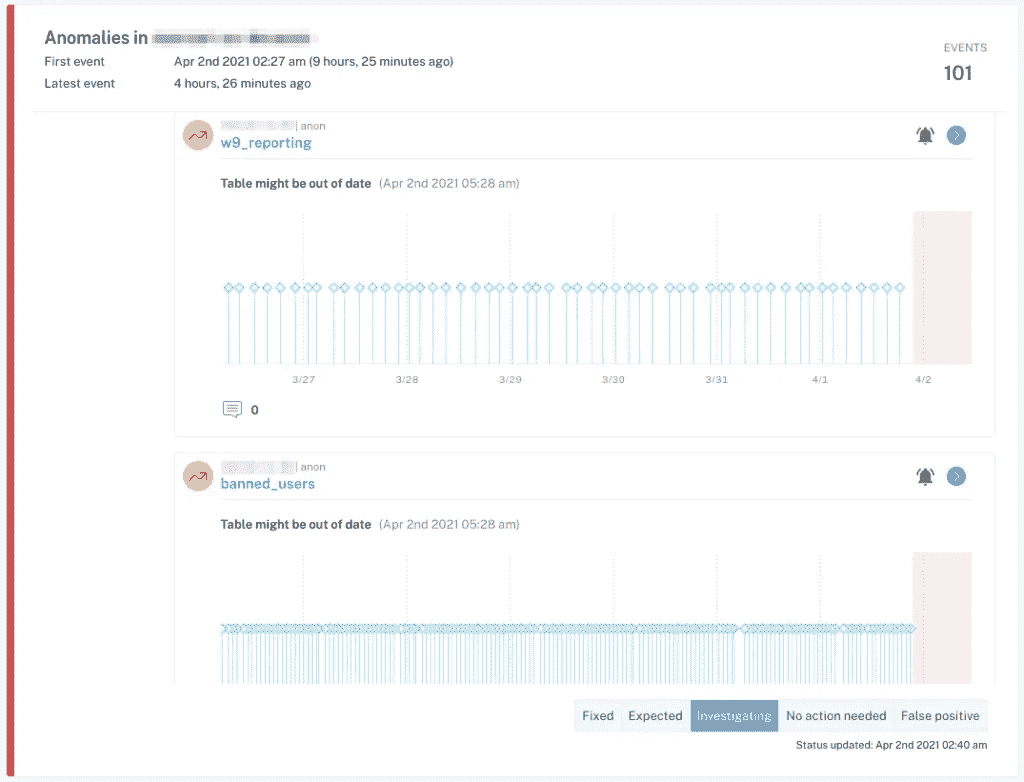 Anomalies in
First event Apr 2nd 2021 02:27 am (9 hours, 25 minutes ago)
Latest event 4 hours, 26 minutes ago
EVENTS
101
anon
w9_reporting
Table might be out of date (Apr 2nd 2021 05:28 am)
3/27 3/28 3/29 3/30 3/31 4/1 4/2
0
anon
banned_users
Table might be out of date (Apr 2nd 2021 05:28 am)
Fixed Expected Investigating No action needed False positive
Status updated: Apr 2nd 2021 02:40 am